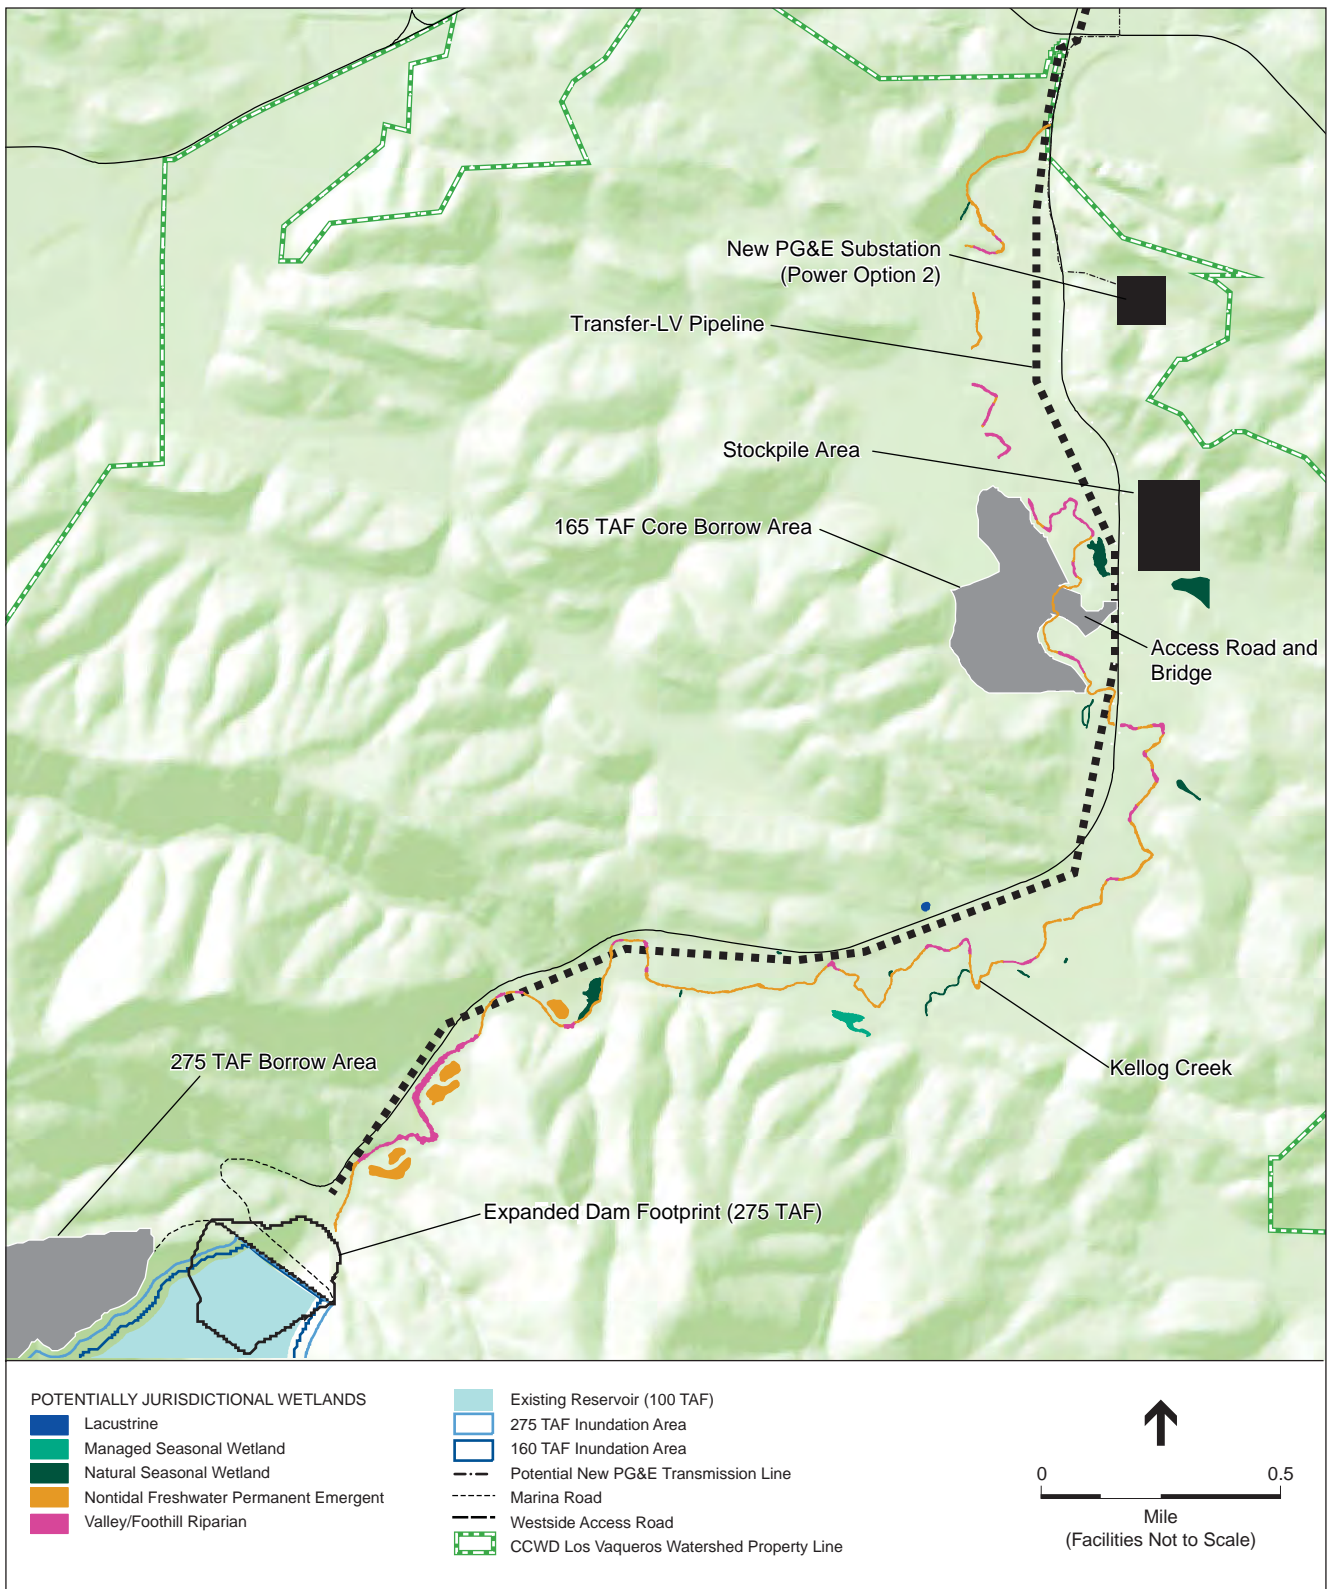 New PG&E Substation
(Power Option 2)
Transfer-LV Pipeline
Stockpile Area
165 TAF Core Borrow Area
Access Road and
Bridge
275 TAF Borrow Area
Kellog Creek
Expanded Dam Footprint (275 TAF)
POTENTIALLY JURISDICTIONAL WETLANDS
Lacustrine
Managed Seasonal Wetland
Natural Seasonal Wetland
Nontidal Freshwater Permanent Emergent
Valley/Foothill Riparian
Existing Reservoir (100 TAF)
275 TAF Inundation Area
160 TAF Inundation Area
Potential New PG&E Transmission Line
Marina Road
Westside Access Road
CCWD Los Vaqueros Watershed Property Line
0 0.5
Mile
(Facilities Not to Scale)